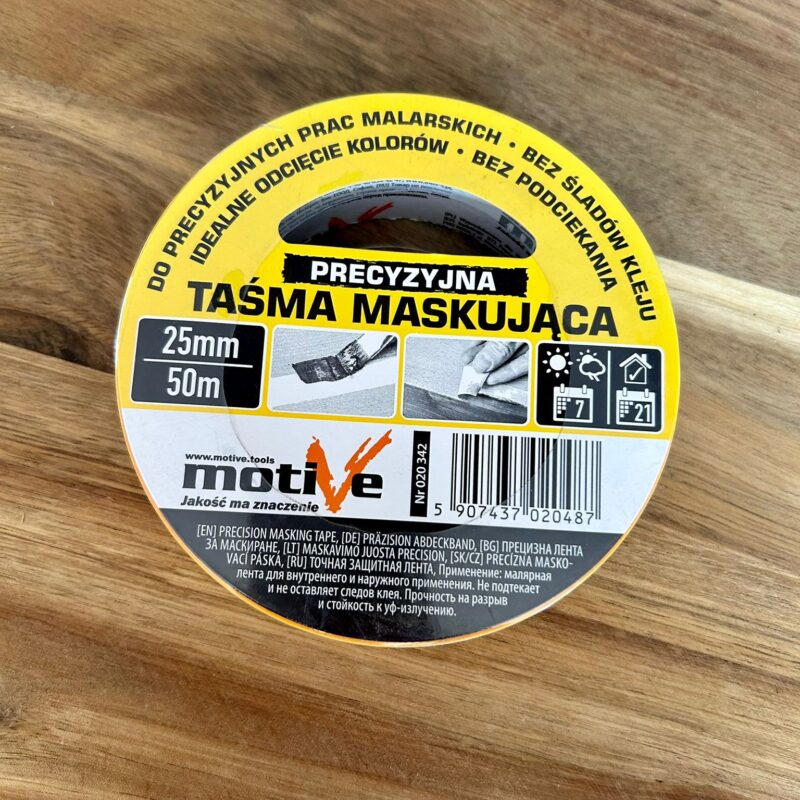 DO PRECYZYJNYCH PRAC MALARSKICH • BEZ ŚLADÓW KLEJU
IDEALNE ODCIĘCIE KOLORÓW • BEZ PODCIEKANIA
PRECYZYJNA
TAŚMA MASKUJĄCA
25mm
50m
7
21
www.motive.tools
motive
Jakość ma znaczenie
Nr 020 342
5 907437 020487
[EN] PRECISION MASKING TAPE, [DE] PRÄZISION ABDECKBAND, [BG] ПРЕЦИЗНА ЛЕНТА
ЗА МАСКИРАНЕ, [LT] MASKAVIMO JUOSTA PRECISION, [SK/CZ] PRECÍZNA MASKO-
VACÍ PÁSKA, [RU] ТОЧНАЯ ЗАЩИТНАЯ ЛЕНТА, Применение: малярная
лента для внутреннего и наружного применения. Не подтекает
и не оставляет следов клея. Прочность на разрыв
и стойкость к уф-излучению.